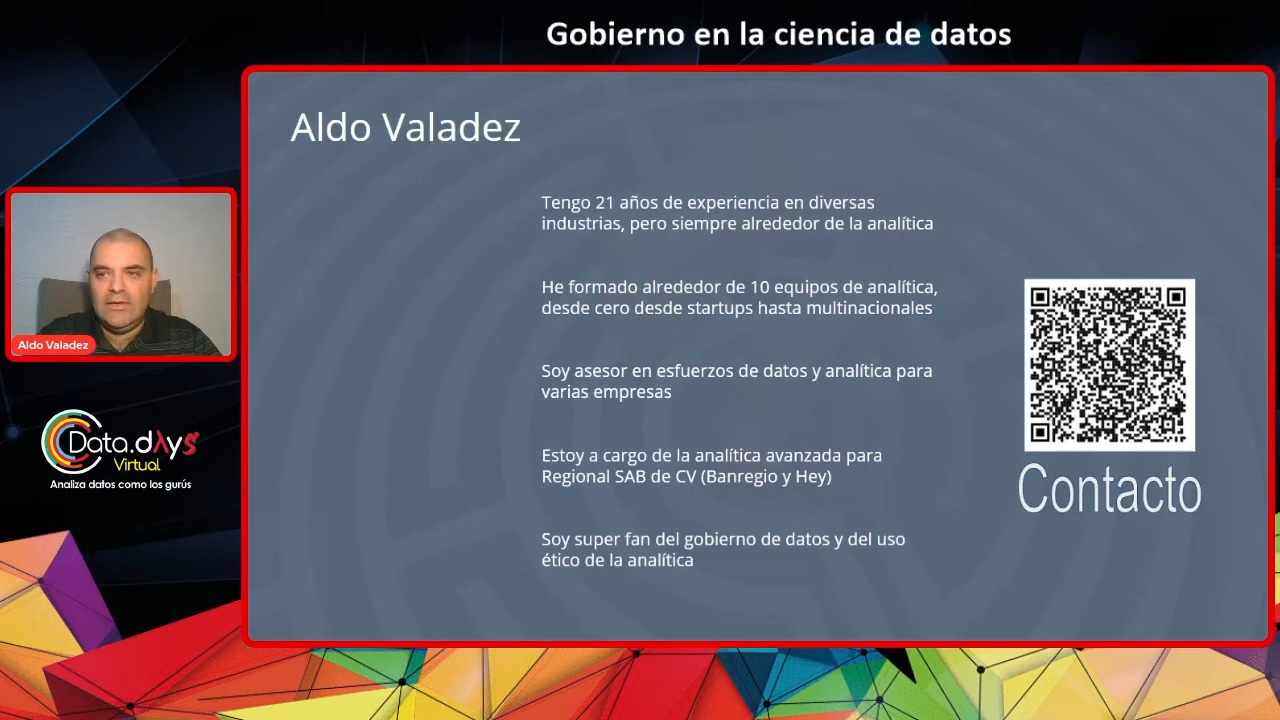 Gobierno en la ciencia de datos
Aldo Valadez
Tengo 21 años de experiencia en diversas
industrias, pero siempre alrededor de la analítica
He formado alrededor de 10 equipos de analítica,
desde cero desde startups hasta multinacionales
Soy asesor en esfuerzos de datos y analítica para
varias empresas
Estoy a cargo de la analítica avanzada para
Regional SAB de CV (Banregio y Hey)
Soy super fan del gobierno de datos y del uso
ético de la analítica
Contacto
Aldo Valadez
Data.dAys
Virtual
Analiza datos como los gurús